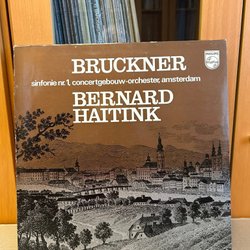 BRUCKNER
sinfonie nr.1, concertgebouw-orchester, amsterdam
BERNARD
HAITINK
PHILIPS